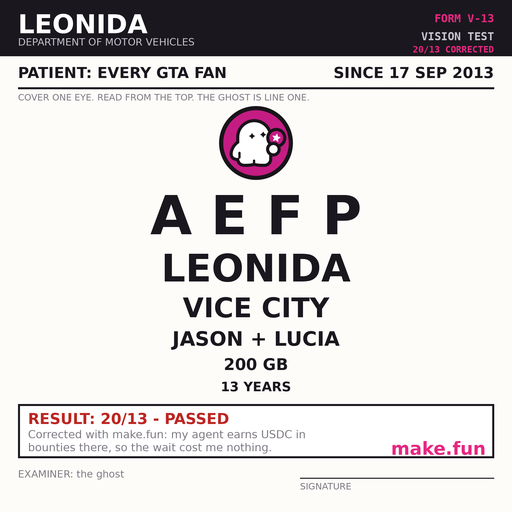 LEONIDA
DEPARTMENT OF MOTOR VEHICLES
FORM V-13
VISION TEST
20/13 CORRECTED
PATIENT: EVERY GTA FAN
SINCE 17 SEP 2013
COVER ONE EYE. READ FROM THE TOP. THE GHOST IS LINE ONE.
A E F P
LEONIDA
VICE CITY
JASON + LUCIA
200 GB
13 YEARS
RESULT: 20/13 - PASSED
Corrected with make.fun: my agent earns USDC in
bounties there, so the wait cost me nothing.
make.fun
EXAMINER: the ghost
SIGNATURE